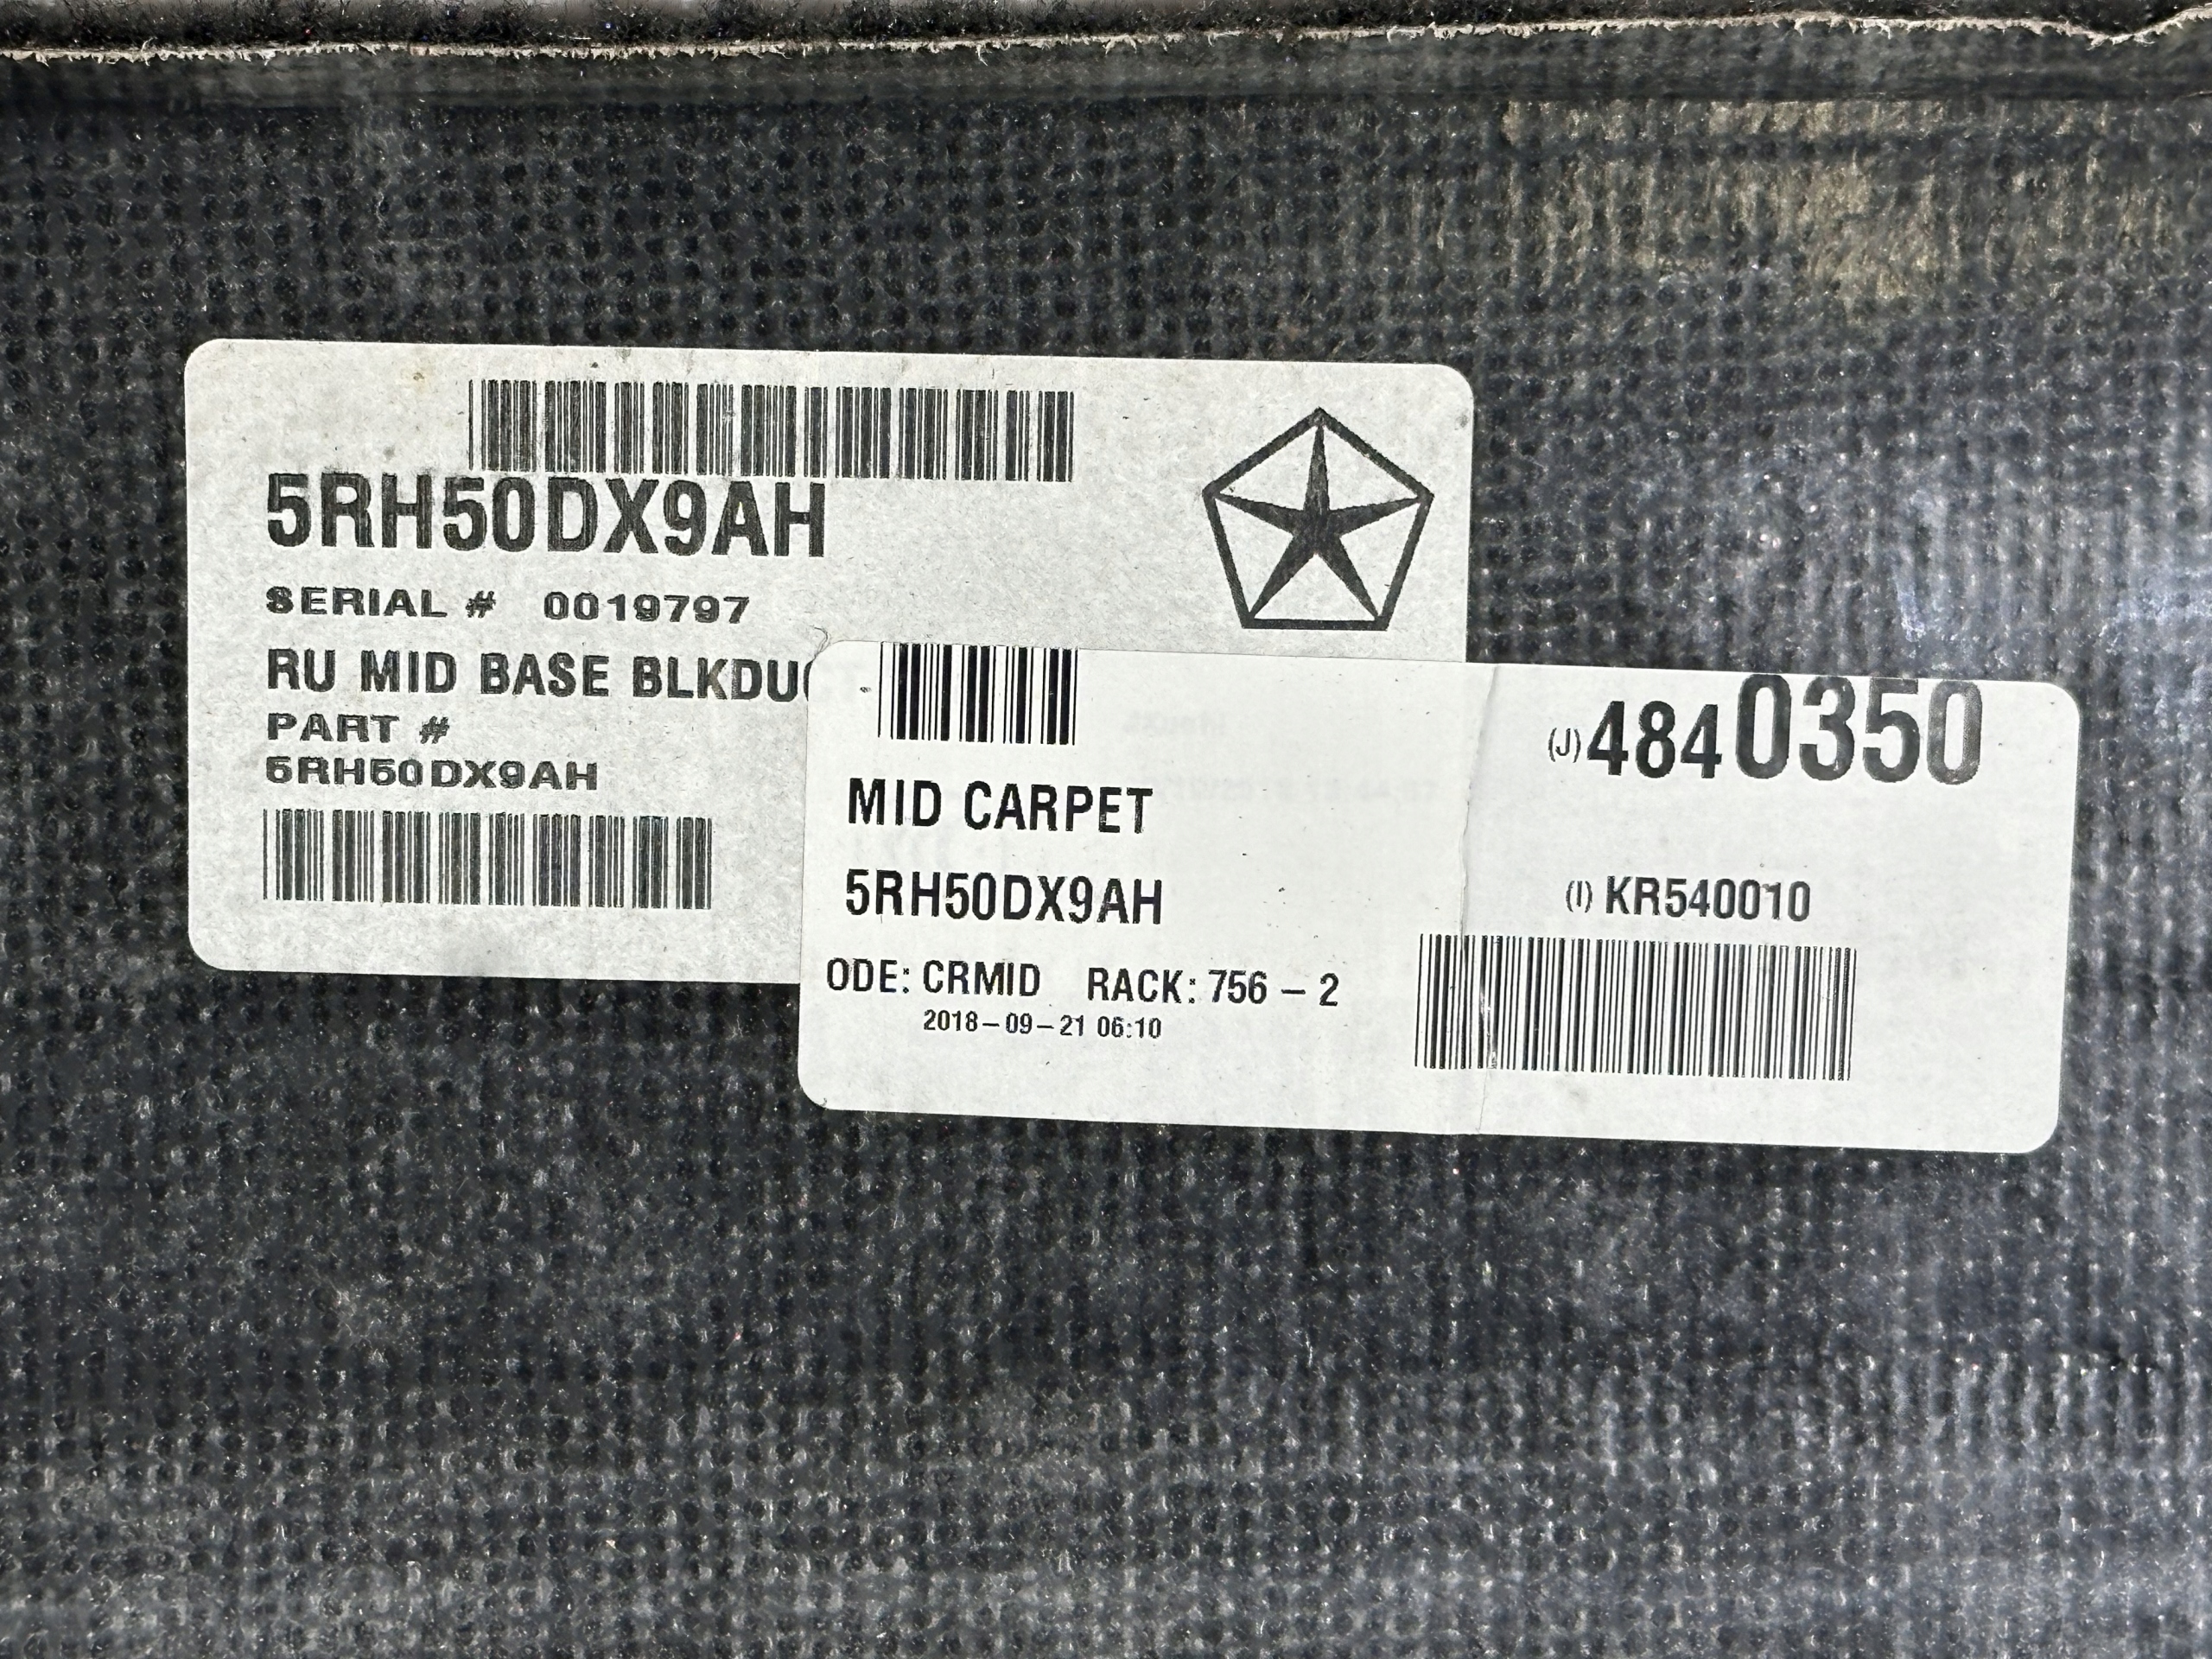 5RH50DX9AH
SERIAL # 0019797
RU MID BASE
PART #
5RH50DX9AH
MID CARPET
5RH50DX9AH
ODE: CRMID RACK: 756 – 2
2018–09–21 06:10
(J) 4840350
(I) KR540010